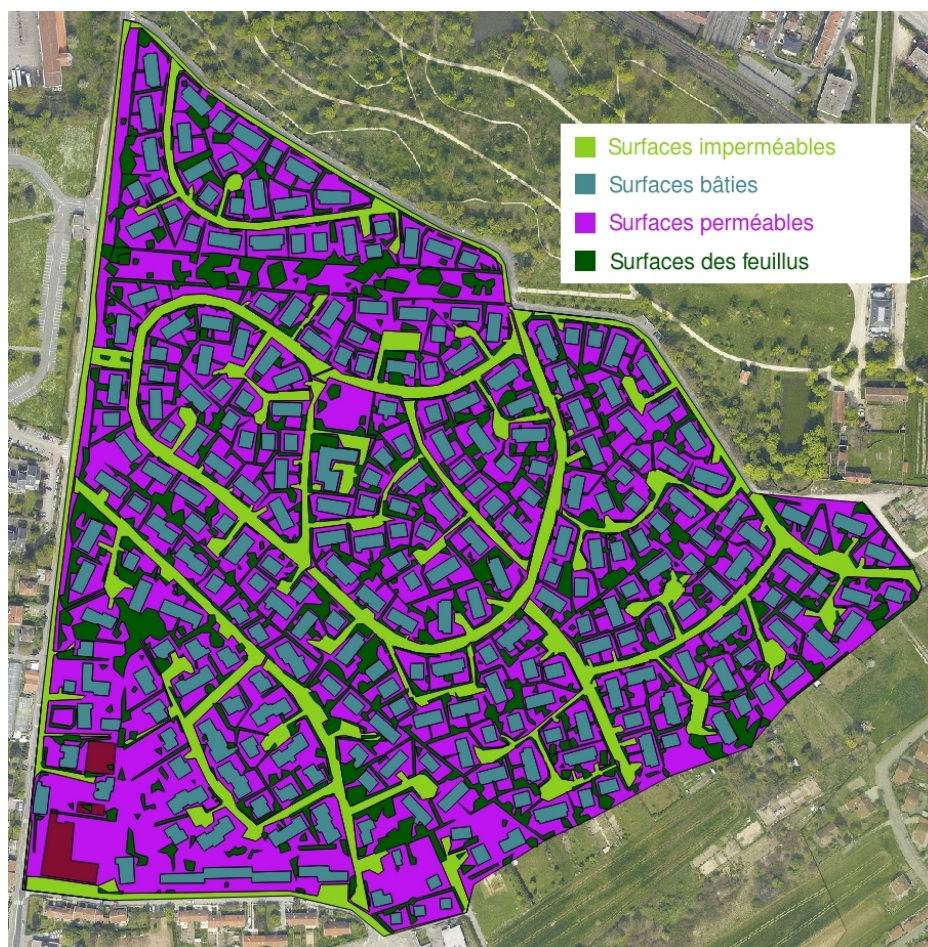 Surfaces imperméables
Surfaces bâties
Surfaces perméables
Surfaces des feuillus